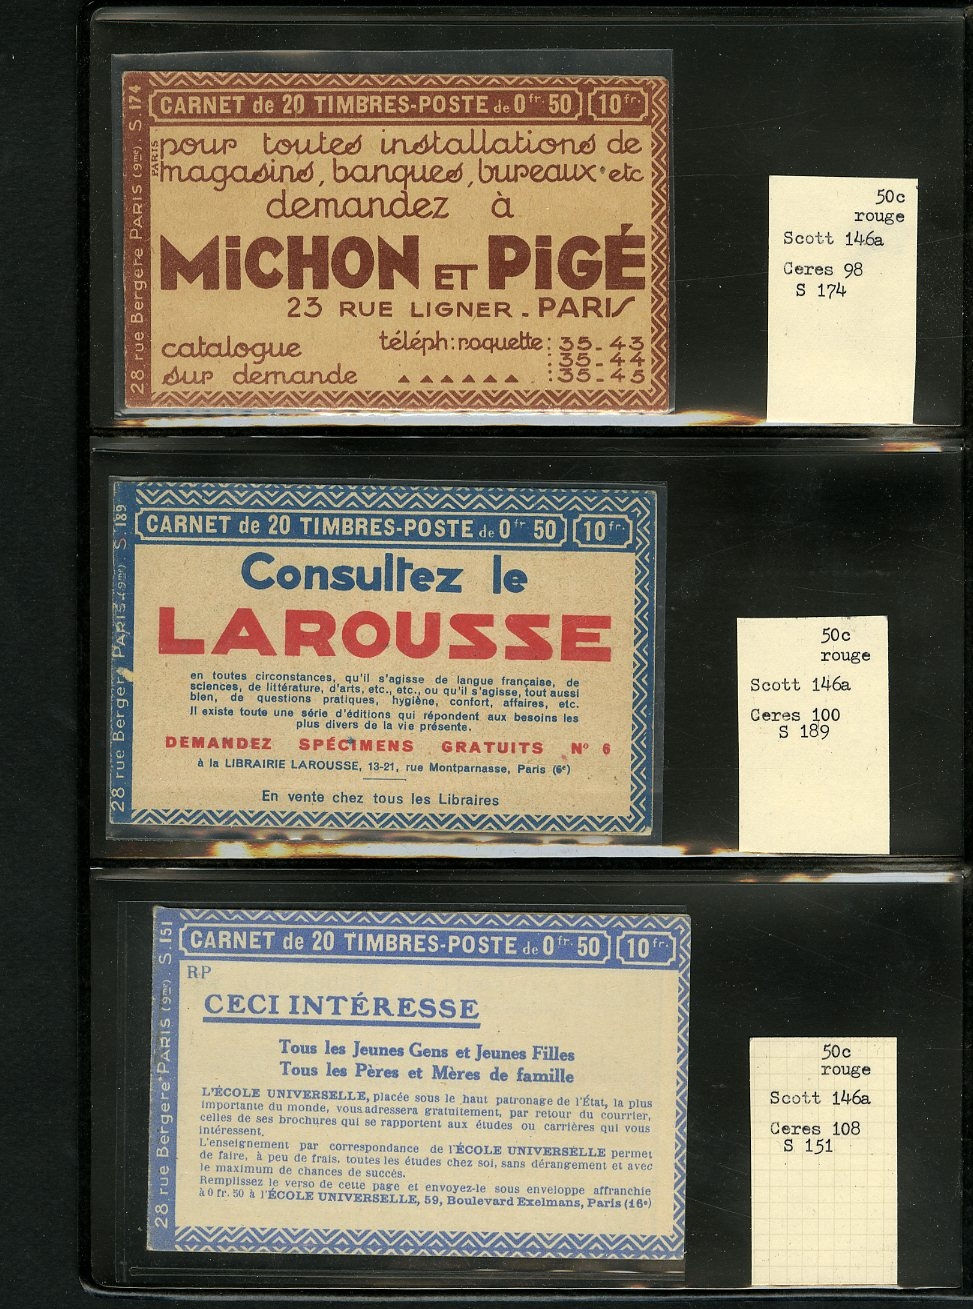 CARNET de 20 TIMBRES-POSTE de 0fr. 50 10fr.
28 rue Bergère PARIS (9me). S. 174
PARIS
pour toutes installations de
magasins, banques, bureaux • etc
demandez à
MiCHON ET PiGÉ
23 RUE LIGNER - PARIS
catalogue
sur demande
téléph: roquette: 35-43
: 35-44
: 35-45
50c
rouge
Scott 146a
Ceres 98
S 174
CARNET de 20 TIMBRES-POSTE de 0fr 50 10fr.
28 rue Bergère PARIS (9me). S. 189
Consultez le
LAROUSSE
en toutes circonstances, qu'il s'agisse de langue française, de
sciences, de littérature, d'arts, etc., etc., ou qu'il s'agisse, tout aussi
bien, de questions pratiques, hygiène, confort, affaires, etc.
Il existe toute une série d'éditions qui répondent aux besoins les
plus divers de la vie présente.
DEMANDEZ SPÉCIMENS GRATUITS No 6
à la LIBRAIRIE LAROUSSE, 13-21, rue Montparnasse, Paris (6e)
En vente chez tous les Libraires
50c
rouge
Scott 146a
Ceres 100
S 189
CARNET de 20 TIMBRES-POSTE de 0fr. 50 10fr.
28 rue Bergère PARIS (9me). S. 151
RP
CECI INTÉRESSE
Tous les Jeunes Gens et Jeunes Filles
Tous les Pères et Mères de famille
L'ÉCOLE UNIVERSELLE, placée sous le haut patronage de l'État, la plus
importante du monde, vous adressera gratuitement, par retour du courrier,
celles de ses brochures qui se rapportent aux études ou carrières qui vous
intéressent.
L'enseignement par correspondance de l'ÉCOLE UNIVERSELLE permet
de faire, à peu de frais, toutes les études chez soi, sans dérangement et avec
le maximum de chances de succès.
Remplissez le verso de cette page et envoyez-le sous enveloppe affranchie
à 0 fr. 50 à l'ÉCOLE UNIVERSELLE, 59, Boulevard Exelmans, Paris (16e)
50c
rouge
Scott 146a
Ceres 108
S 151